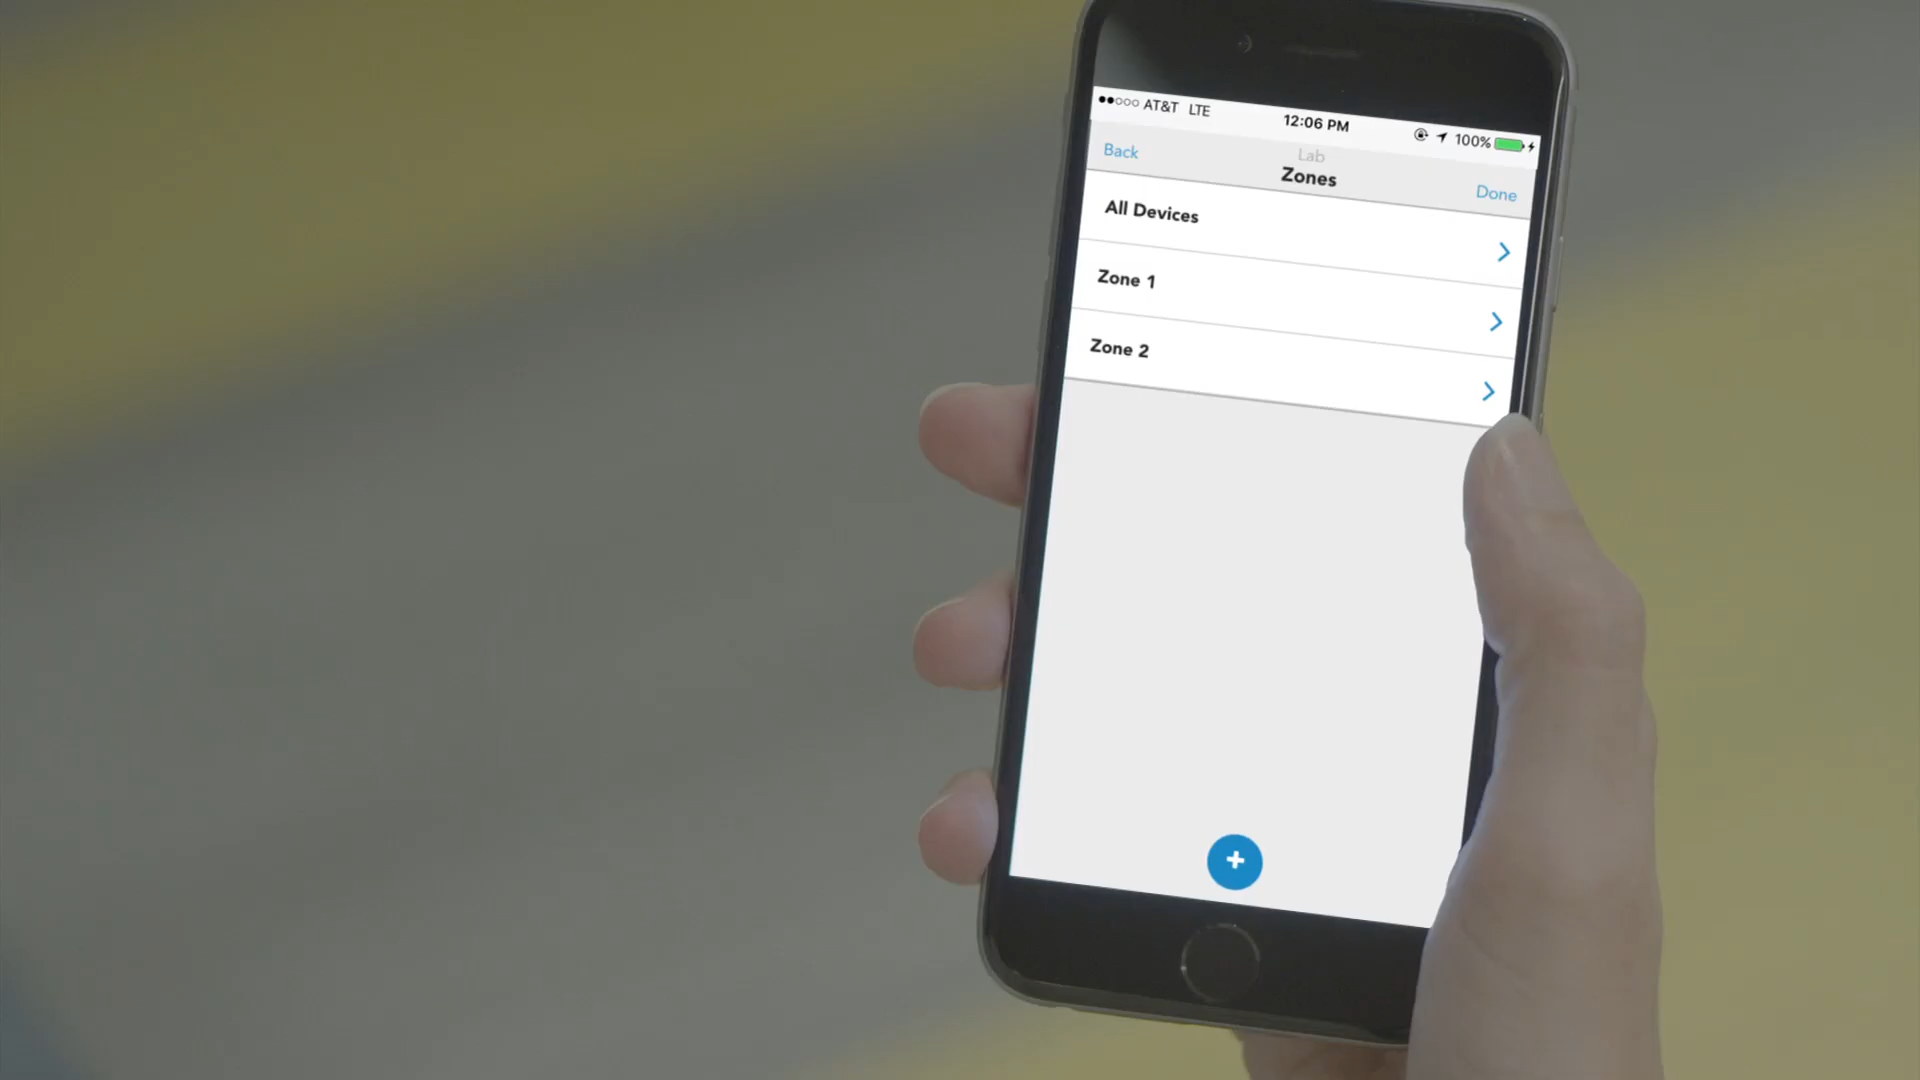 AT&T LTE 12:06 PM 100%
Back Lab Done
Zones
All Devices
Zone 1
Zone 2